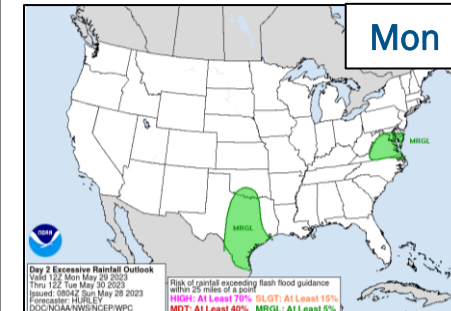 Mon
MRGL
MRGL
NOAA
Day 2 Excessive Rainfall Outlook
Valid 12Z Mon May 29 2023
Thru 12Z Tue May 30 2023
Issued: 0804Z Sun May 28 2023
Forecaster: HURLEY
DOC/NOAA/NWS/NCEP/WPC
Risk of rainfall exceeding flash flood guidance
within 25 miles of a point
HIGH: At Least 70% SLGT: At Least 15%
MDT: At Least 40% MRGL: At Least 5%